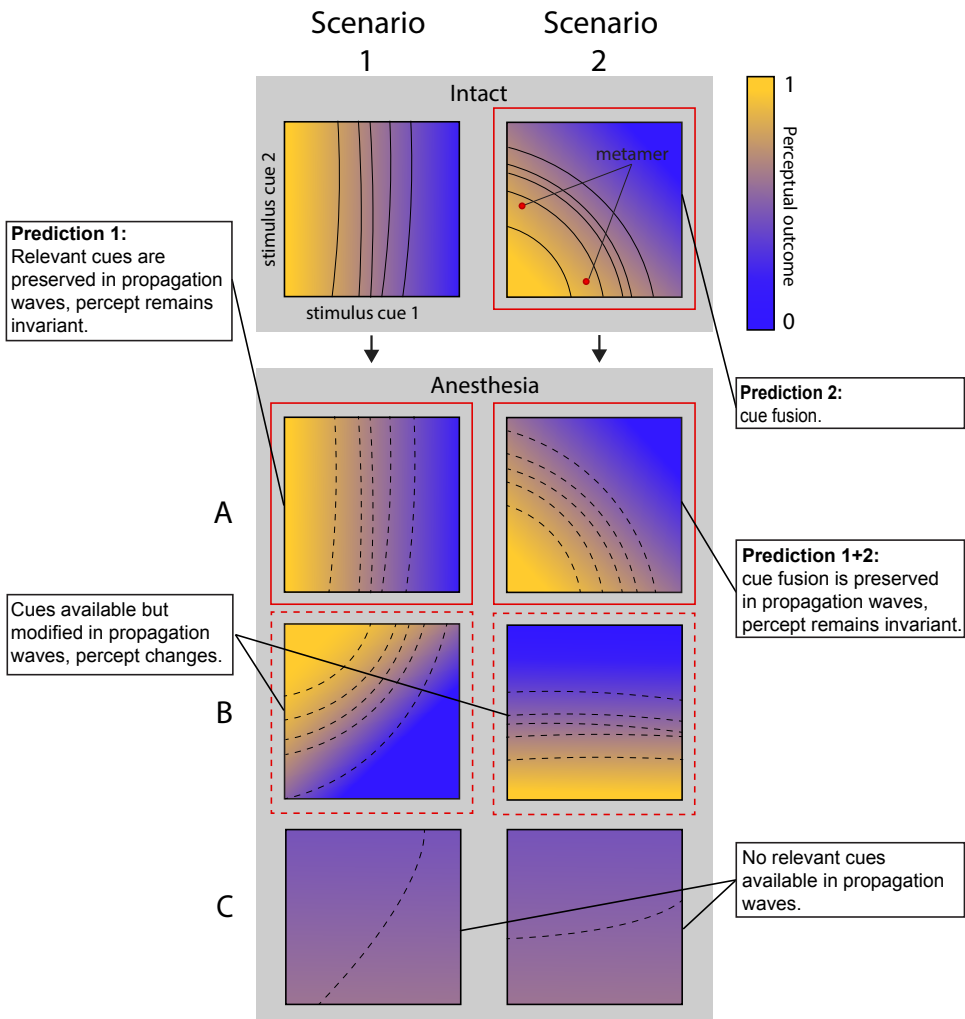 Scenario
1
Scenario
2
Intact
stimulus cue 2
stimulus cue 1
metamer
1
Perceptual outcome
0
Prediction 1:
Relevant cues are
preserved in propagation
waves, percept remains
invariant.
Prediction 2:
cue fusion.
Anesthesia
A
Prediction 1+2:
cue fusion is preserved
in propagation waves,
percept remains invariant.
Cues available but
modified in propagation
waves, percept changes.
B
C
No relevant cues
available in propagation
waves.